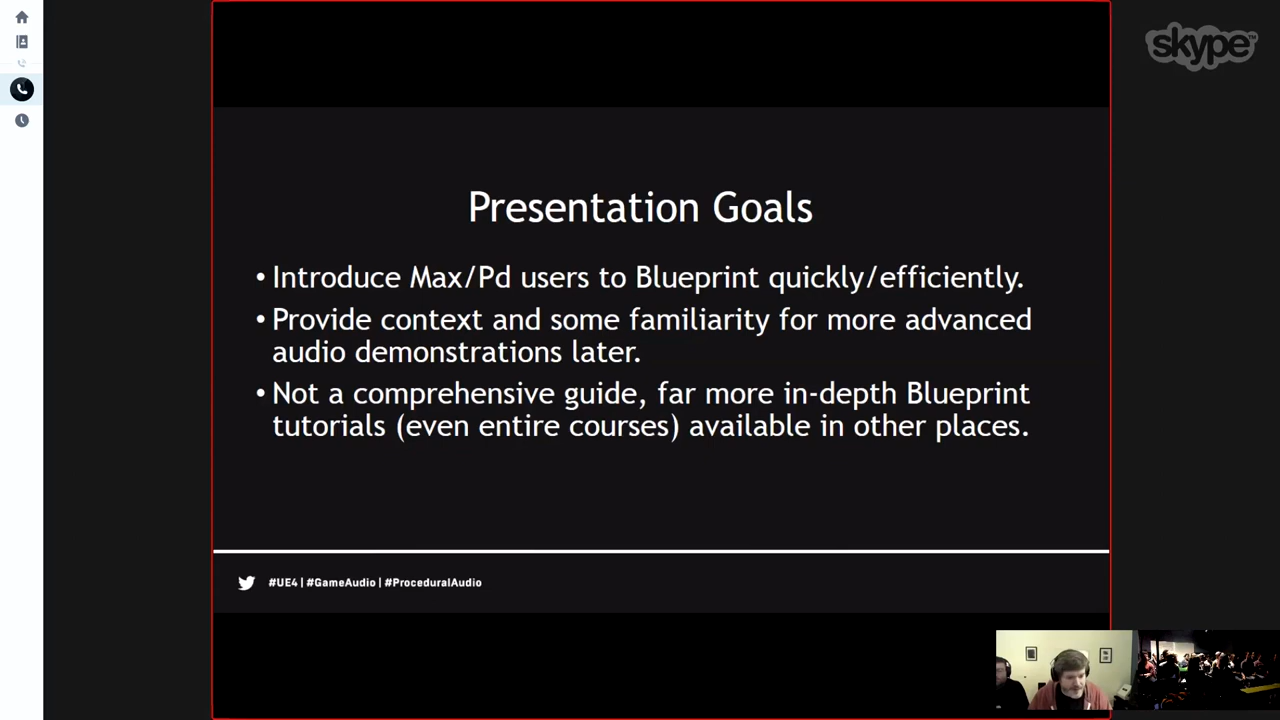 skype™
Presentation Goals
• Introduce Max/Pd users to Blueprint quickly/efficiently.
• Provide context and some familiarity for more advanced
audio demonstrations later.
• Not a comprehensive guide, far more in-depth Blueprint
tutorials (even entire courses) available in other places.
#UE4 | #GameAudio | #ProceduralAudio